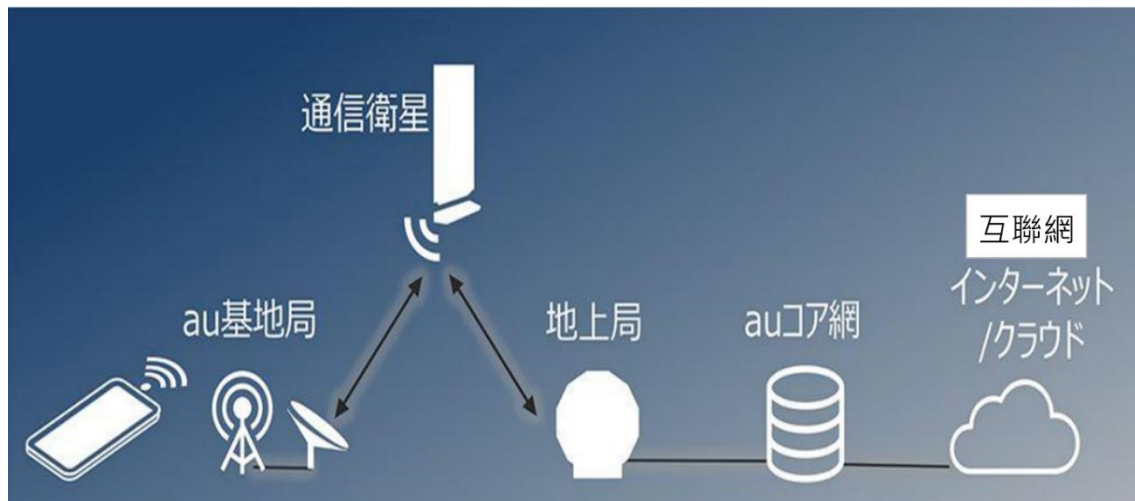 通信衛星
互聯網
インターネット
/クラウド
au基地局
地上局
auコア網